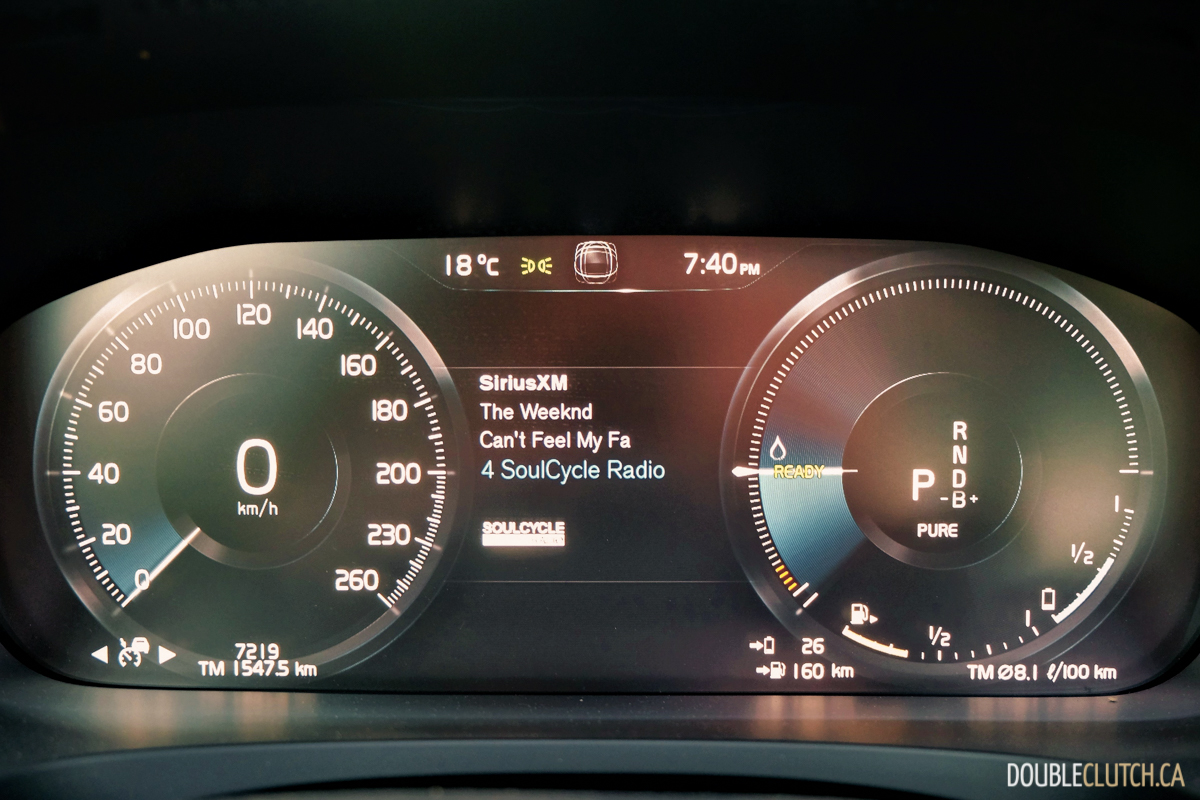 18°C 7:40 PM
0
20
40
60
80
100
120
140
160
180
200
230
260
0
km/h
7219
TM 1547.5 km
SiriusXM
The Weeknd
Can't Feel My Fa
4 SoulCycle Radio
SOULCYCLE
READY
P
R
N
D
-B+
PURE
1
1/2
1
1/2
26
160 km
TM Ø8.1 ℓ/100 km
DOUBLECLUTCH.CA